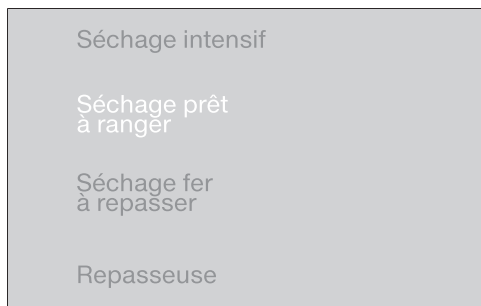 Séchage intensif
Séchage prêt
à ranger
Séchage fer
à repasser
Repasseuse